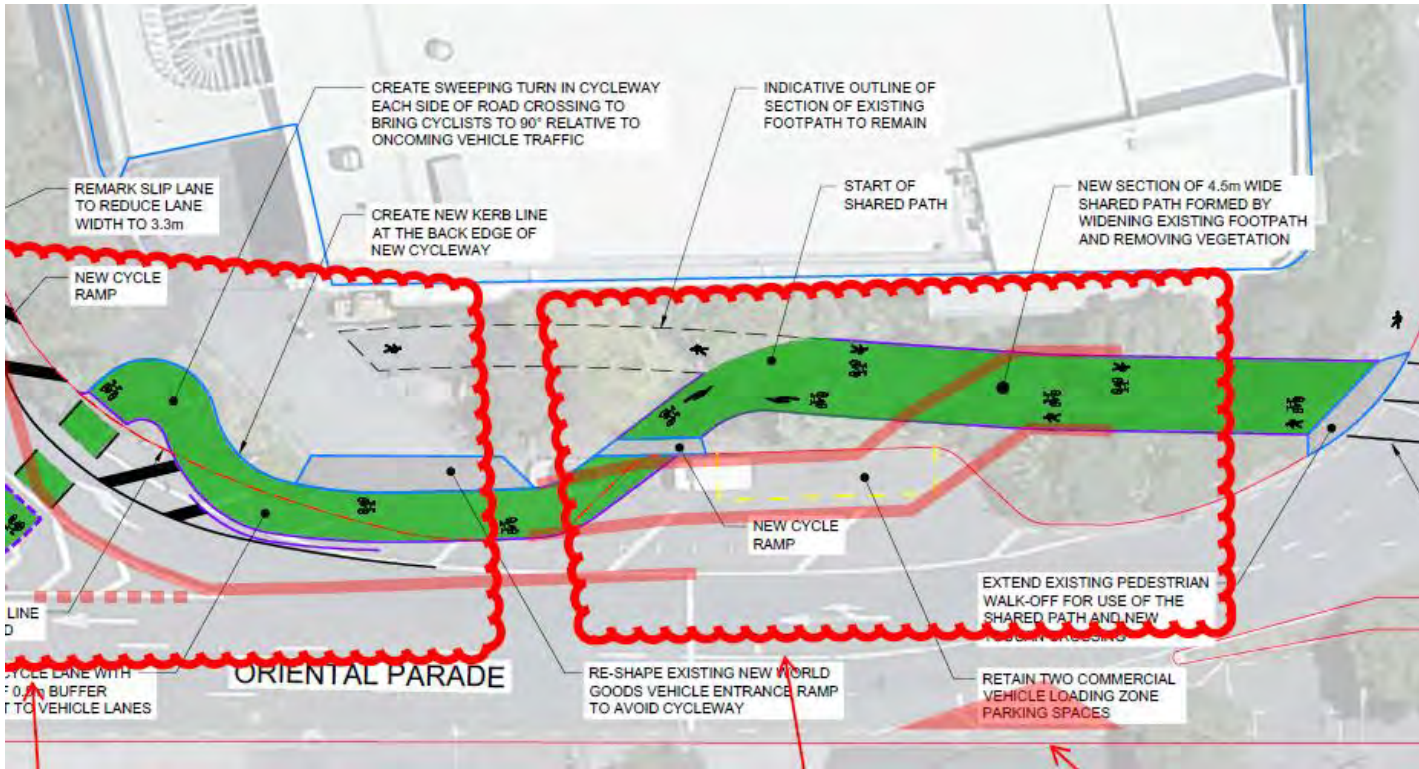 CREATE SWEEPING TURN IN CYCLEWAY
EACH SIDE OF ROAD CROSSING TO
BRING CYCLISTS TO 90° RELATIVE TO
ONCOMING VEHICLE TRAFFIC
INDICATIVE OUTLINE OF
SECTION OF EXISTING
FOOTPATH TO REMAIN
REMARK SLIP LANE
TO REDUCE LANE
WIDTH TO 3.3m
CREATE NEW KERB LINE
AT THE BACK EDGE OF
NEW CYCLEWAY
START OF
SHARED PATH
NEW SECTION OF 4.5m WIDE
SHARED PATH FORMED BY
WIDENING EXISTING FOOTPATH
AND REMOVING VEGETATION
NEW CYCLE
RAMP
NEW CYCLE
RAMP
EXTEND EXISTING PEDESTRIAN
WALK-OFF FOR USE OF THE
SHARED PATH AND NEW
CROSSING
LINE
D
CYCLE LANE WITH
BUFFER
T TO VEHICLE LANES
ORIENTAL PARADE
RE-SHAPE EXISTING NEW WORLD
GOODS VEHICLE ENTRANCE RAMP
TO AVOID CYCLEWAY
RETAIN TWO COMMERCIAL
VEHICLE LOADING ZONE
PARKING SPACES